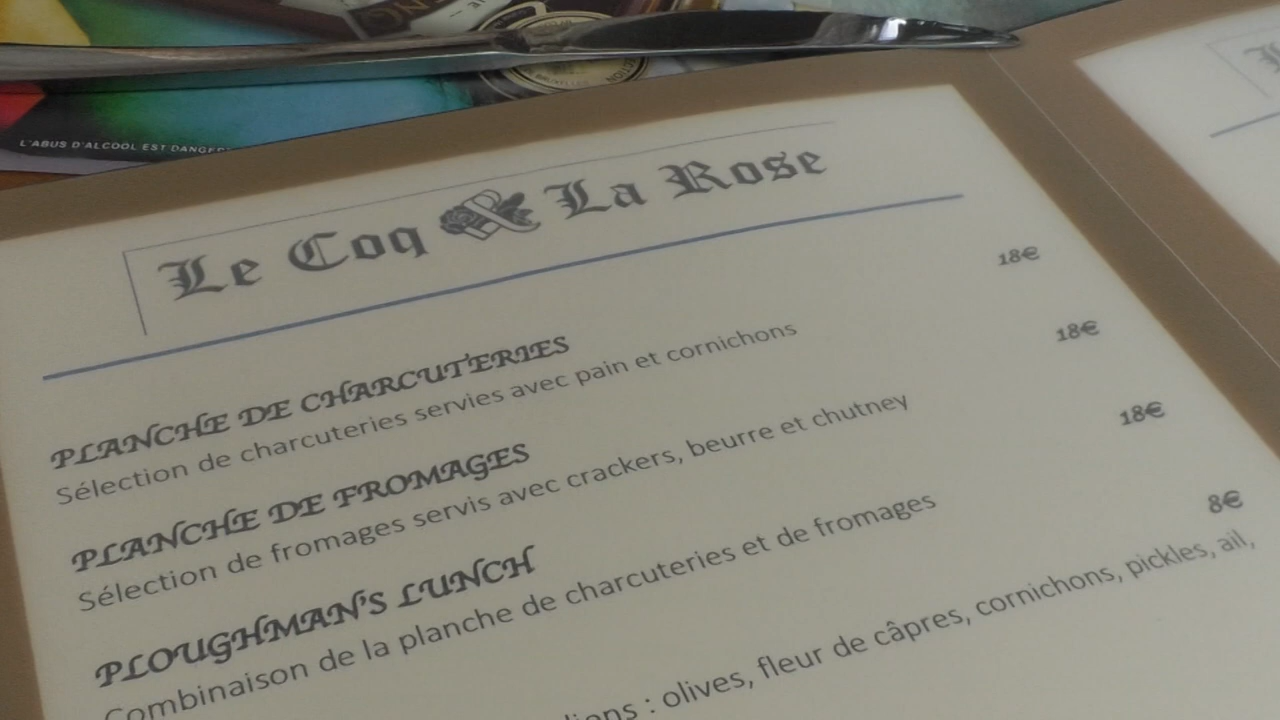 L'ABUS D'ALCOOL EST
BRUXELLES
Le Coq & La Rose
PLANCHE DE CHARCUTERIES 18€
Sélection de charcuteries servies avec pain et cornichons
PLANCHE DE FROMAGES 18€
Sélection de fromages servis avec crackers, beurre et chutney
PLOUGHMAN'S LUNCH 18€
Combinaison de la planche de charcuteries et de fromages
8€
: olives, fleur de câpres, cornichons, pickles, ail,